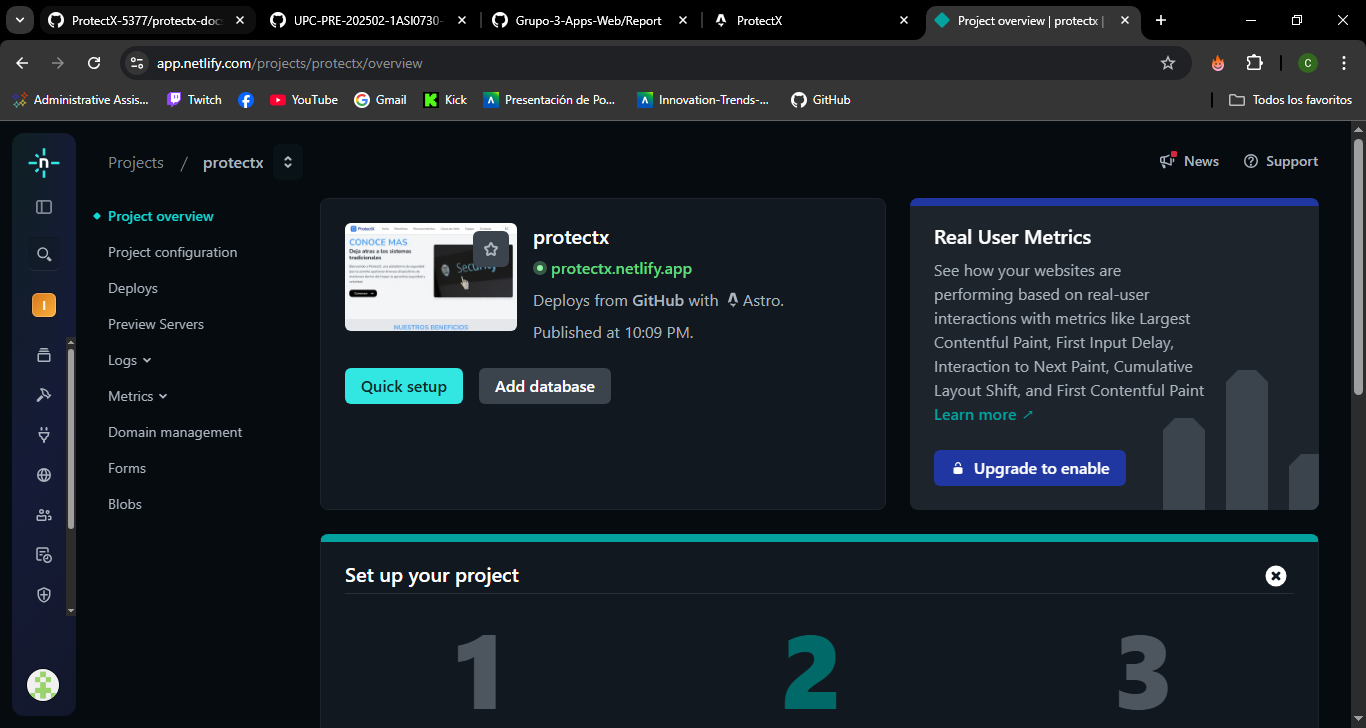 ProtectX-5377/protectx-doc
UPC-PRE-202502-1ASI0730-
Grupo-3-Apps-Web/Report
ProtectX
Project overview | protectx |
app.netlify.com/projects/protectx/overview
C
Administrative Assis...
Twitch
YouTube
Gmail
Kick
Presentación de Po...
Innovation-Trends-...
GitHub
Todos los favoritos
Projects / protectx
News
Support
I
Project overview
Project configuration
Deploys
Preview Servers
Logs
Metrics
Domain management
Forms
Blobs
ProtectX
CONOCE MAS
Deja atras a los sistemas
tradicionales
Security
NUESTROS BENEFICIOS
protectx
protectx.netlify.app
Deploys from GitHub with Astro.
Published at 10:09 PM.
Quick setup
Add database
Real User Metrics
See how your websites are
performing based on real-user
interactions with metrics like Largest
Contentful Paint, First Input Delay,
Interaction to Next Paint, Cumulative
Layout Shift, and First Contentful Paint
Learn more
Upgrade to enable
Set up your project
1
2
3